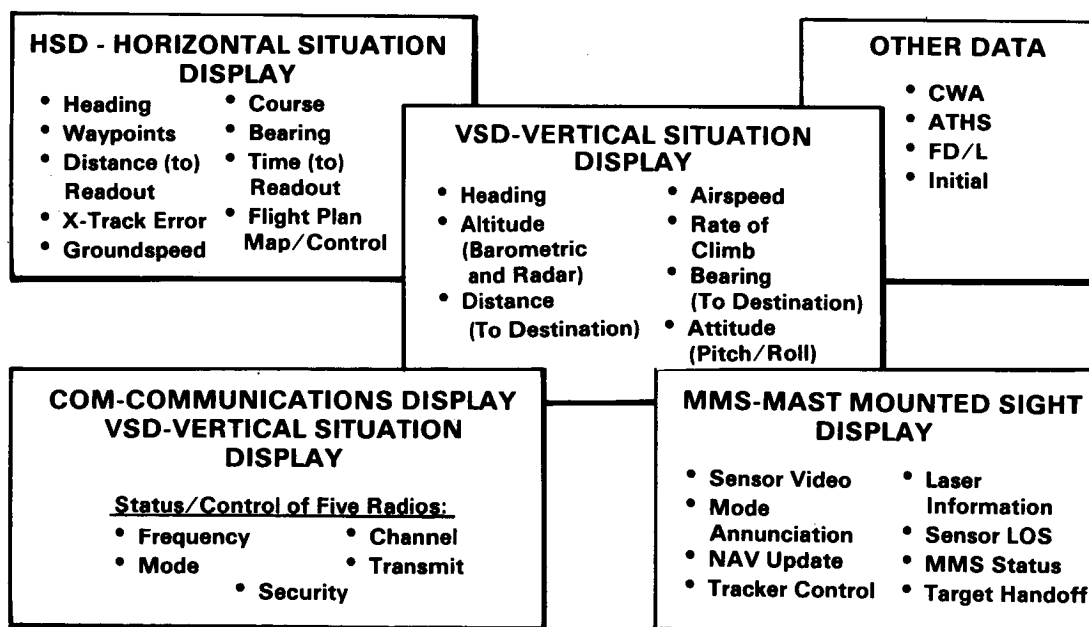 HSD - HORIZONTAL SITUATION
DISPLAY
• Heading
• Waypoints
• Distance (to)
Readout
• X-Track Error
• Groundspeed
• Course
• Bearing
• Time (to)
Readout
• Flight Plan
Map/Control
OTHER DATA
• CWA
• ATHS
• FD/L
• Initial
VSD-VERTICAL SITUATION
DISPLAY
• Heading
• Altitude
(Barometric
and Radar)
• Distance
(To Destination)
• Airspeed
• Rate of
Climb
• Bearing
(To Destination)
• Attitude
(Pitch/Roll)
COM-COMMUNICATIONS DISPLAY
VSD-VERTICAL SITUATION
DISPLAY
Status/Control of Five Radios:
• Frequency
• Mode
• Channel
• Transmit
• Security
MMS-MAST MOUNTED SIGHT
DISPLAY
• Sensor Video
• Mode
Annunciation
• NAV Update
• Tracker Control
• Laser
Information
• Sensor LOS
• MMS Status
• Target Handoff